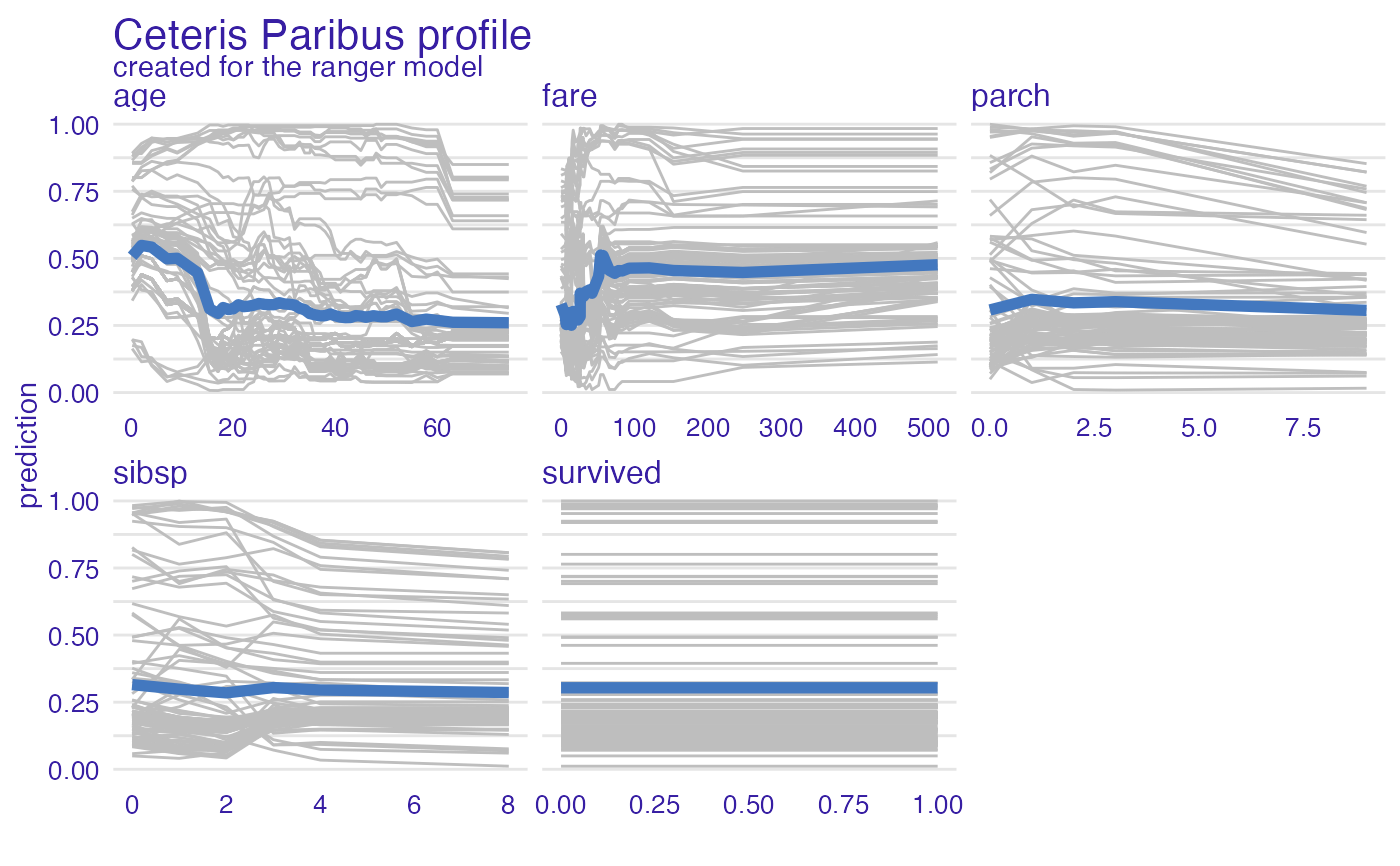 Ceteris Paribus profile
created for the ranger model
age
fare
parch
1.00
0.75
0.50
0.25
0.00
0 20 40 60
0 100 200 300 400 500
0.0 2.5 5.0 7.5
prediction
sibsp
survived
1.00
0.75
0.50
0.25
0.00
0 2 4 6 8
0.00 0.25 0.50 0.75 1.00